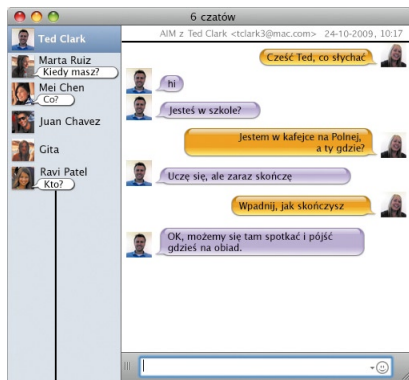 6 czatów
AIM z Ted Clark <tclark3@mac.com> 24-10-2009, 10:17
Ted Clark
Marta Ruiz
Kiedy masz?
Mei Chen
Co?
Juan Chavez
Gita
Ravi Patel
Kto?
Cześć Ted, co słychać
hi
Jesteś w szkole?
Jestem w kafejce na Polnej,
a ty gdzie?
Uczę się, ale zaraz skończę
Wpadnij, jak skończysz
OK, możemy się tam spotkać i pójść
gdzieś na obiad.